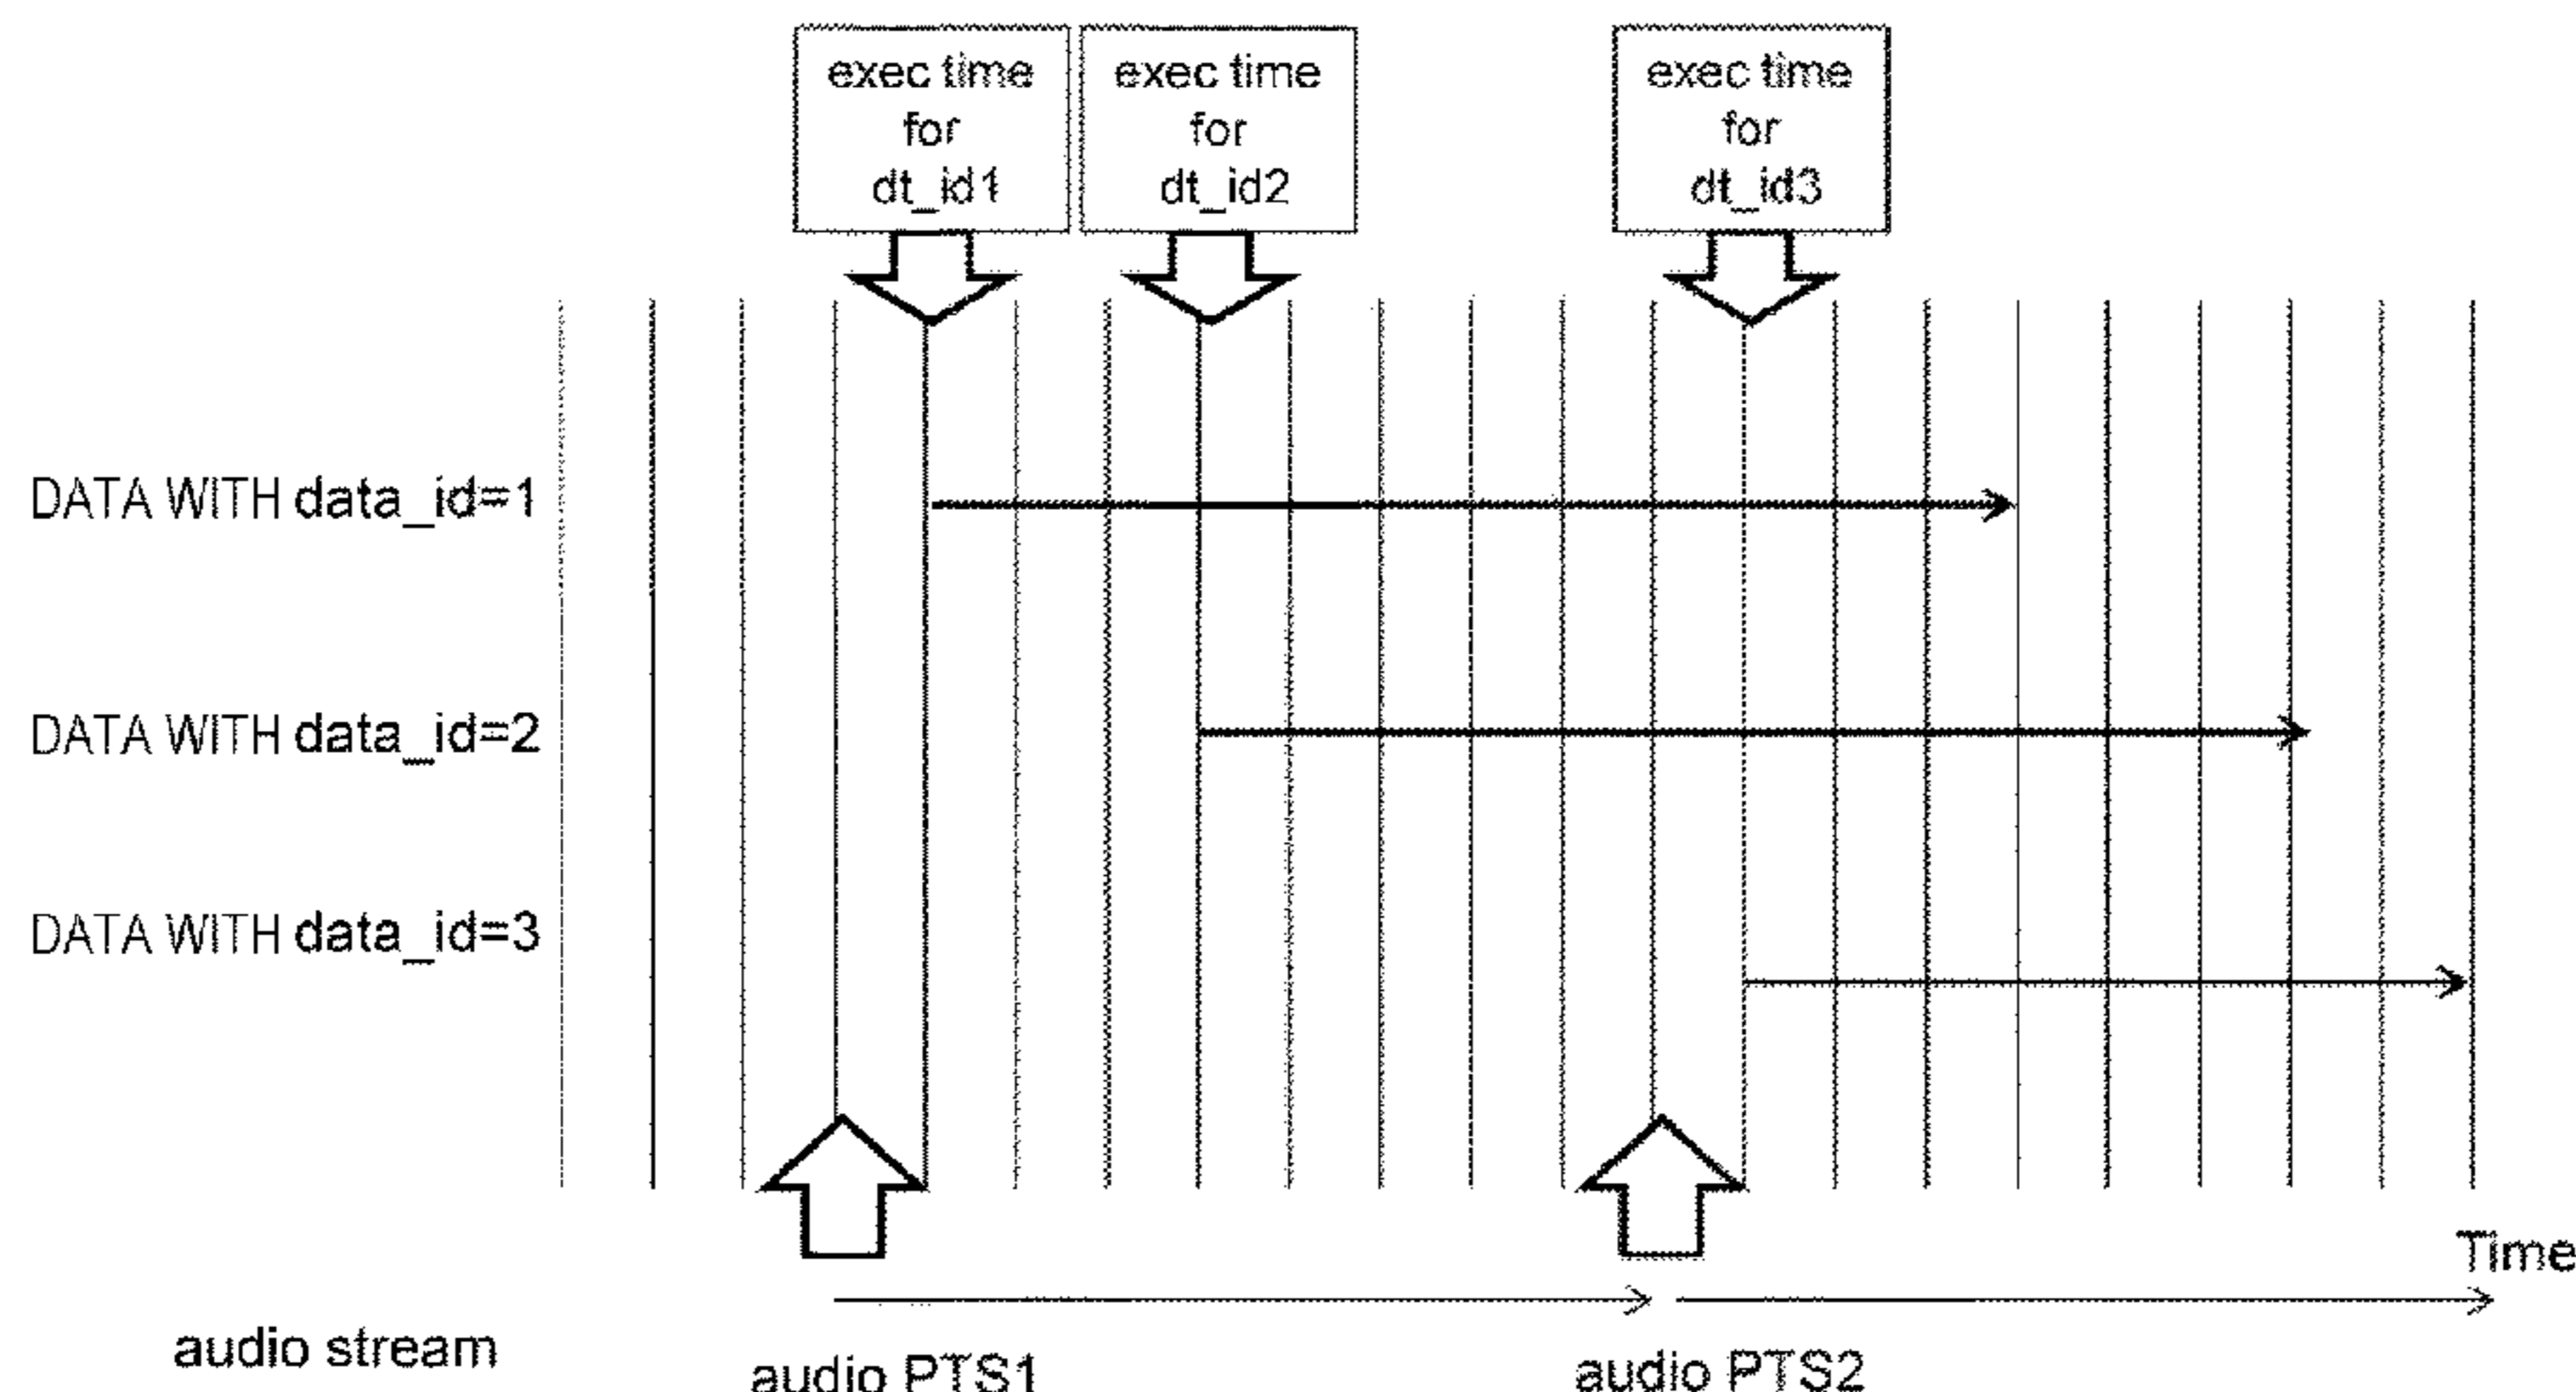 exec time
for
dt_id1
exec time
for
dt_id2
exec time
for
dt_id3
DATA WITH data_id=1
DATA WITH data_id=2
DATA WITH data_id=3
Time
audio stream
audio PTS1
audio PTS2